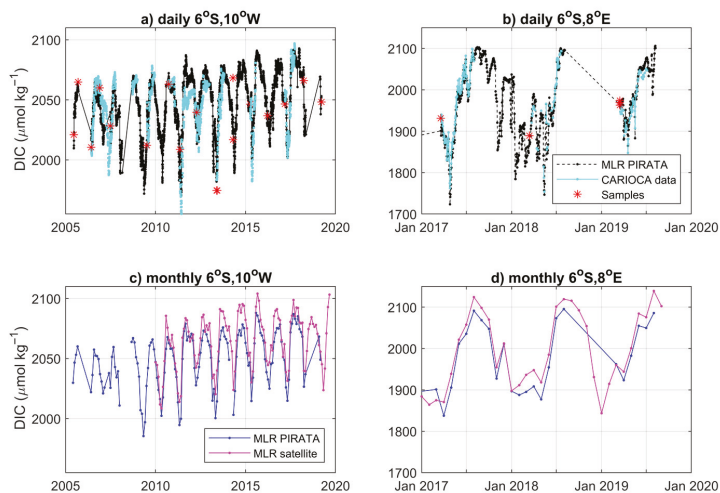 a) daily 6°S,10°W
DIC (μmol kg⁻¹)
2100
2050
2000
2005
2010
2015
2020
b) daily 6°S,8°E
2100
2000
1900
1800
1700
Jan 2017
Jan 2018
Jan 2019
Jan 2020
MLR PIRATA
CARIOCA data
Samples
c) monthly 6°S,10°W
DIC (μmol kg⁻¹)
2100
2050
2000
2005
2010
2015
2020
MLR PIRATA
MLR satellite
d) monthly 6°S,8°E
2100
2000
1900
1800
1700
Jan 2017
Jan 2018
Jan 2019
Jan 2020